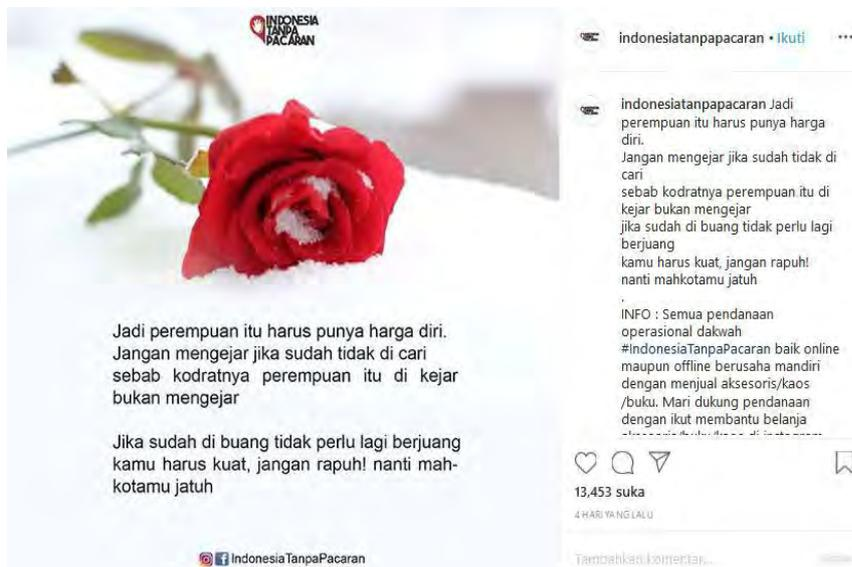 INDONESIA
TANPA
PACARAN
Jadi perempuan itu harus punya harga diri.
Jangan mengejar jika sudah tidak di cari
sebab kodratnya perempuan itu di kejar
bukan mengejar
Jika sudah di buang tidak perlu lagi berjuang
kamu harus kuat, jangan rapuh! nanti mah-
kotamu jatuh
IndonesiaTanpaPacaran
indonesiatanpapacaran • Ikuti
indonesiatanpapacaran Jadi
perempuan itu harus punya harga
diri.
Jangan mengejar jika sudah tidak di
cari
sebab kodratnya perempuan itu di
kejar bukan mengejar
jika sudah di buang tidak perlu lagi
berjuang
kamu harus kuat, jangan rapuh!
nanti mahkotamu jatuh
.
INFO : Semua pendanaan
operasional dakwah
#IndonesiaTanpaPacaran baik online
maupun offline berusaha mandiri
dengan menjual aksesoris/kaos
/buku. Mari dukung pendanaan
dengan ikut membantu belanja
13,453 suka
4 HARI YANG LALU
Tambahkan komentar...